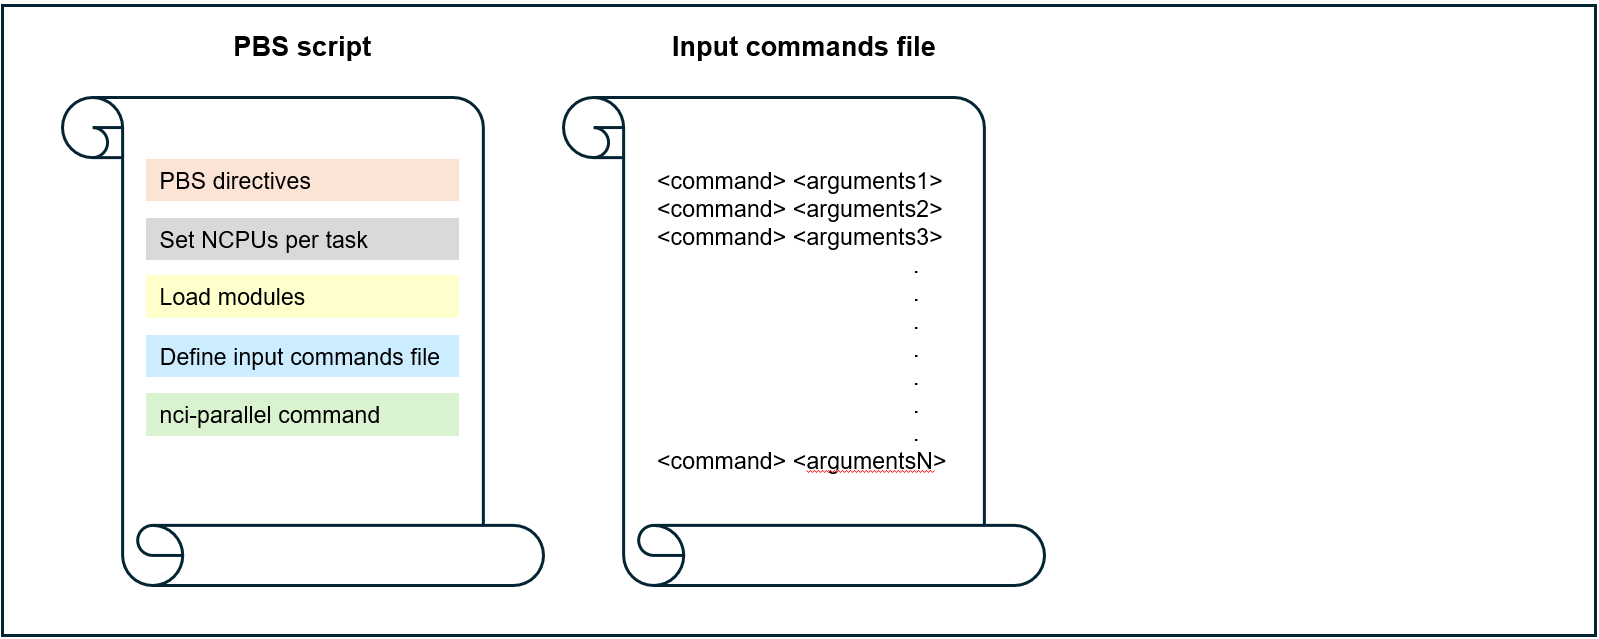 PBS script
PBS directives
Set NCPUs per task
Load modules
Define input commands file
nci-parallel command
Input commands file
<command> <arguments1>
<command> <arguments2>
<command> <arguments3>
.
.
.
.
.
.
.
<command> <argumentsN>